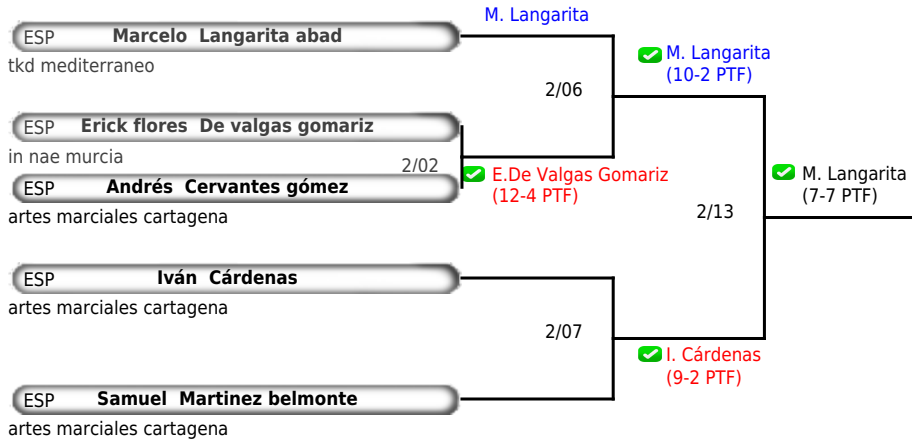 M. Langarita
ESP Marcelo Langarita abad
tkd mediterraneo
M. Langarita
(10-2 PTF)
2/06
ESP Erick flores De valgas gomariz
in nae murcia
2/02
E.De Valgas Gomariz
(12-4 PTF)
ESP Andrés Cervantes gómez
artes marciales cartagena
M. Langarita
(7-7 PTF)
2/13
ESP Iván Cárdenas
artes marciales cartagena
2/07
I. Cárdenas
(9-2 PTF)
ESP Samuel Martinez belmonte
artes marciales cartagena